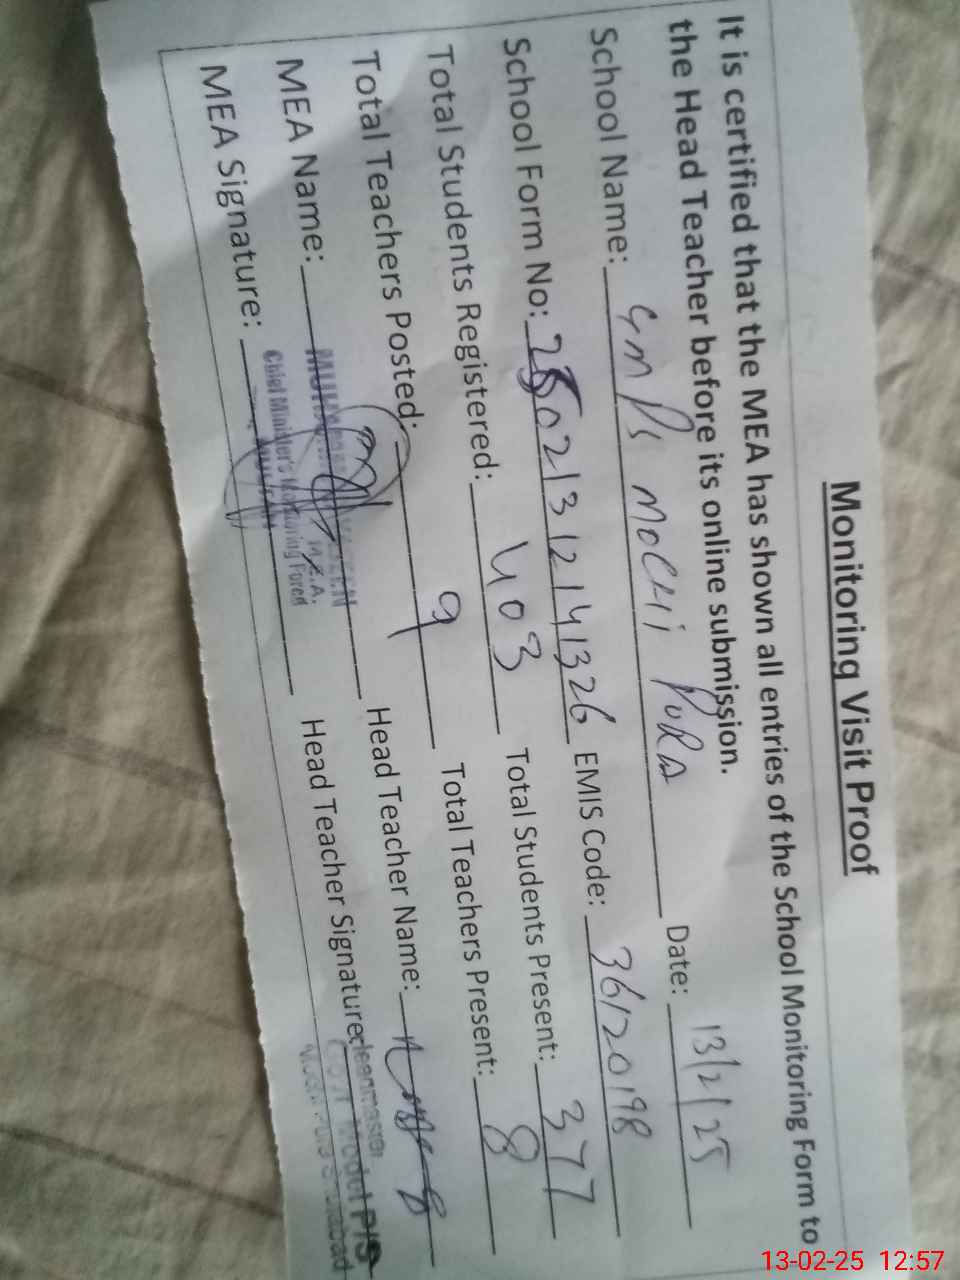 Monitoring Visit Proof
It is certified that the MEA has shown all entries of the School Monitoring Form to
the Head Teacher before its online submission.
School Name: GMPS MOCHI PURA Date: 13/2/25
School Form No: 25021312141326 EMIS Code: 36120198
Total Students Registered: 403 Total Students Present: 377
Total Teachers Posted: 9 Total Teachers Present: 8
MEA Name: Head Teacher Name:
M.E.A.
Chief Minister's Monitoring Force
MEA Signature: Head Teacher Signature:
Headmaster
Govt Model P/S
13-02-25 12:57